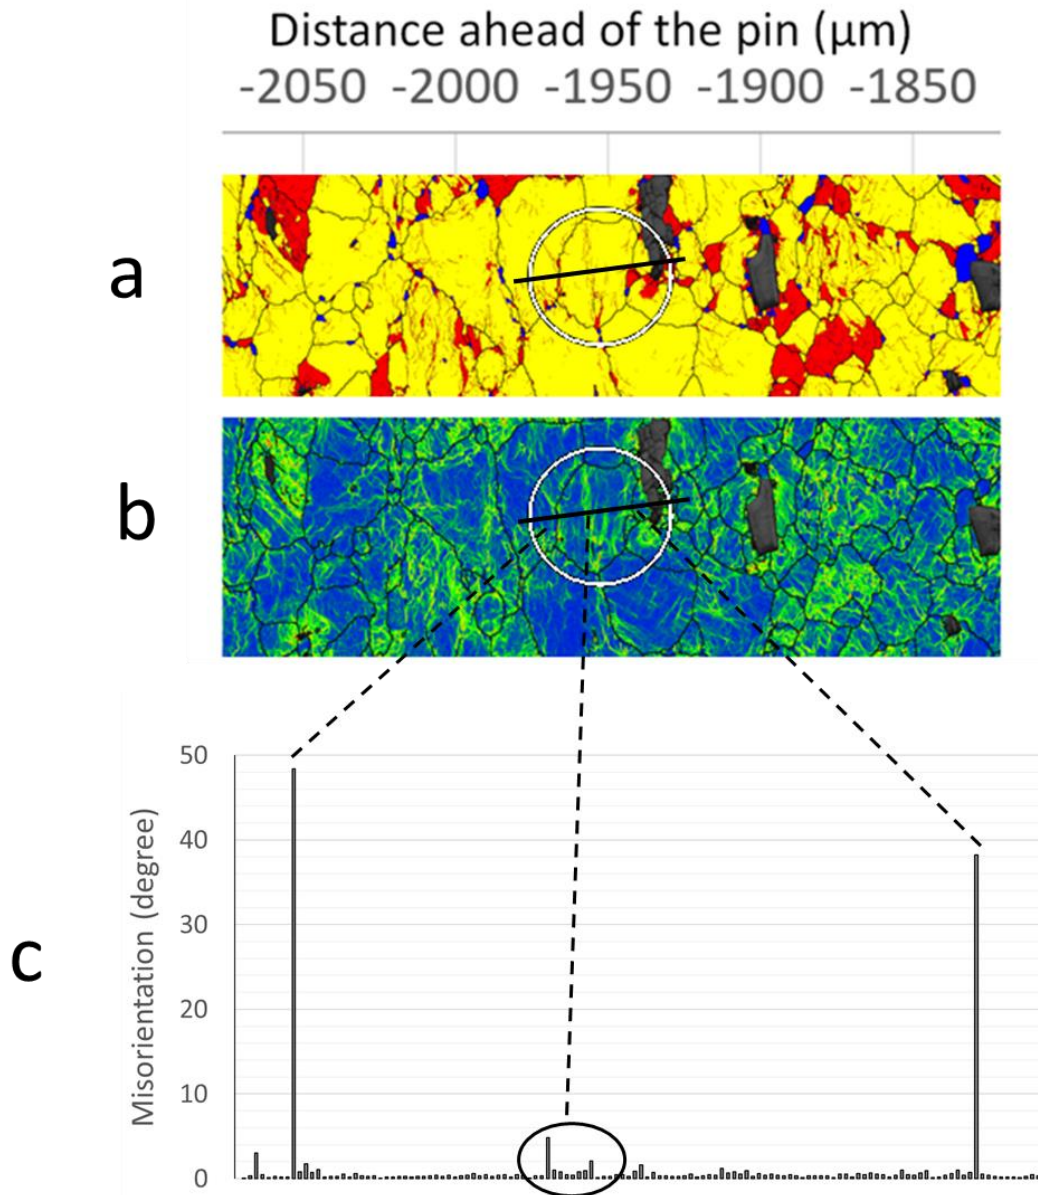 Distance ahead of the pin (µm)
-2050 -2000 -1950 -1900 -1850
a
b
c
Misorientation (degree)
50
40
30
20
10
0